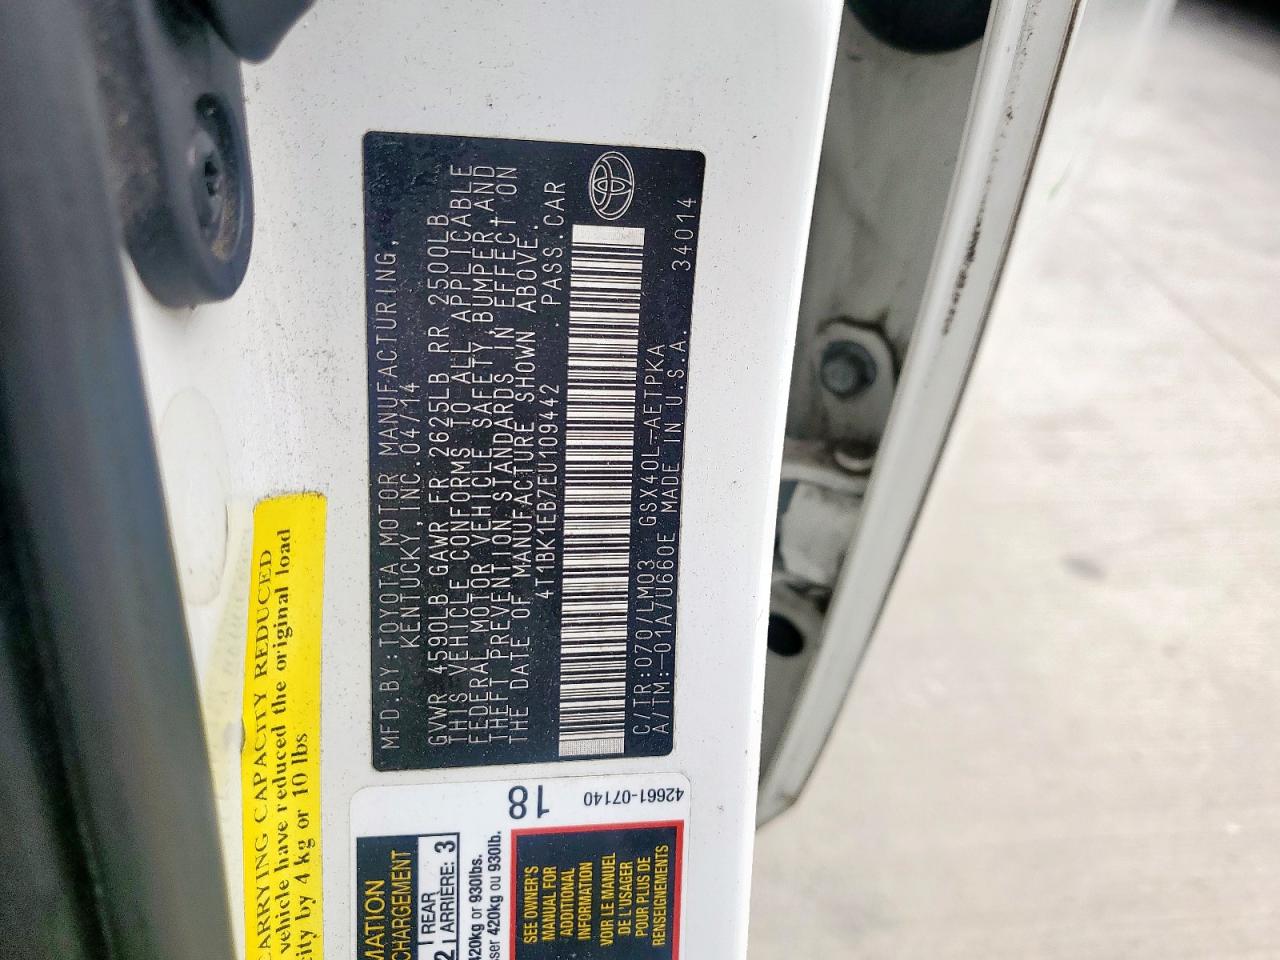 MFD.BY:TOYOTA MOTOR MANUFACTURING,
KENTUCKY,INC.04/14
GVWR 4590LB GAWR FR 2625LB RR 2500LB
THIS VEHICLE CONFORMS TO ALL APPLICABLE
FEDERAL MOTOR VEHICLE SAFETY,BUMPER,AND
THEFT PREVENTION STANDARDS IN EFFECT ON
THE DATE OF MANUFACTURE SHOWN ABOVE.
4T1BK1EB7EU109442 PASS.CAR
C/TR:070/LM03 GSX40L-AETPKA
A/TM:-01A/U660E MADE IN U.S.A. 34014
CARRYING CAPACITY REDUCED
vehicle have reduced the original load
city by 4 kg or 10 lbs
18
42661-07140
MATION
CHARGEMENT
2 REAR
ARRIERE: 3
420kg or 930lbs.
sser 420kg ou 930lb.
SEE OWNER'S
MANUAL FOR
ADDITIONAL
INFORMATION
VOIR LE MANUEL
DE L'USAGER
POUR PLUS DE
RENSEIGNEMENTS